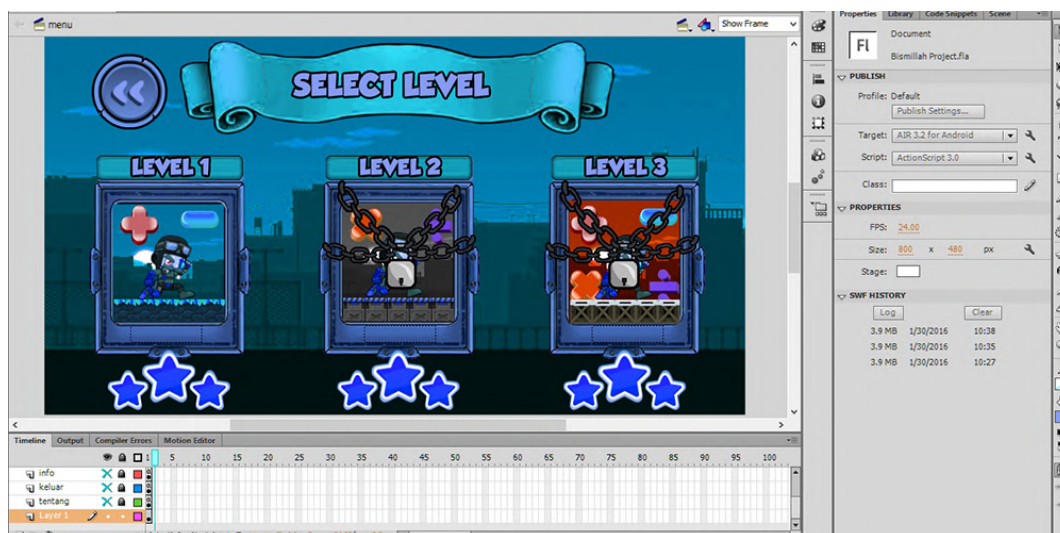 menu
Show Frame
SELECT LEVEL
LEVEL 1
LEVEL 2
LEVEL 3
Properties Library Code Snippets Scene
Fl
Document
Bismillah Project.fla
PUBLISH
Profile: Default
Publish Settings...
Target: AIR 3.2 for Android
Script: ActionScript 3.0
Class:
PROPERTIES
FPS: 24.00
Size: 800 x 480 px
Stage:
SWF HISTORY
Log Clear
3.9 MB 1/30/2016 10:38
3.9 MB 1/30/2016 10:35
3.9 MB 1/30/2016 10:27
Timeline Output Compiler Errors Motion Editor
1 5 10 15 20 25 30 35 40 45 50 55 60 65 70 75 80 85 90 95 100
info
keluar
tentang
Layer 1